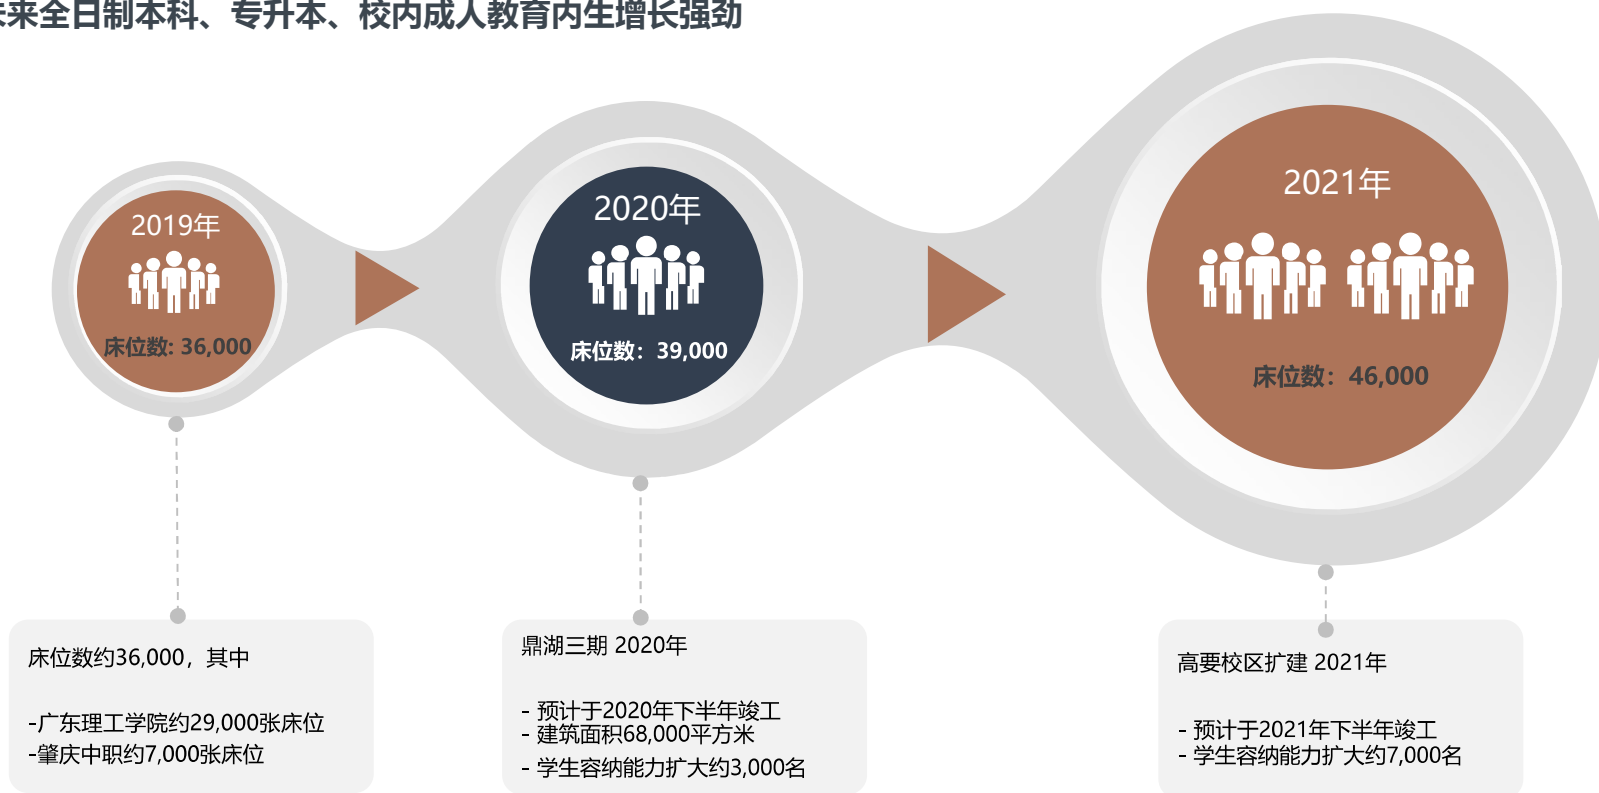 来全日制本科、专升本、校内成人教育内生增长强劲
2019年
床位数: 36,000
2020年
床位数：39,000
2021年
床位数：46,000
床位数约36,000，其中
-广东理工学院约29,000张床位
-肇庆中职约7,000张床位
鼎湖三期 2020年
- 预计于2020年下半年竣工
- 建筑面积68,000平方米
- 学生容纳能力扩大约3,000名
高要校区扩建 2021年
- 预计于2021年下半年竣工
- 学生容纳能力扩大约7,000名